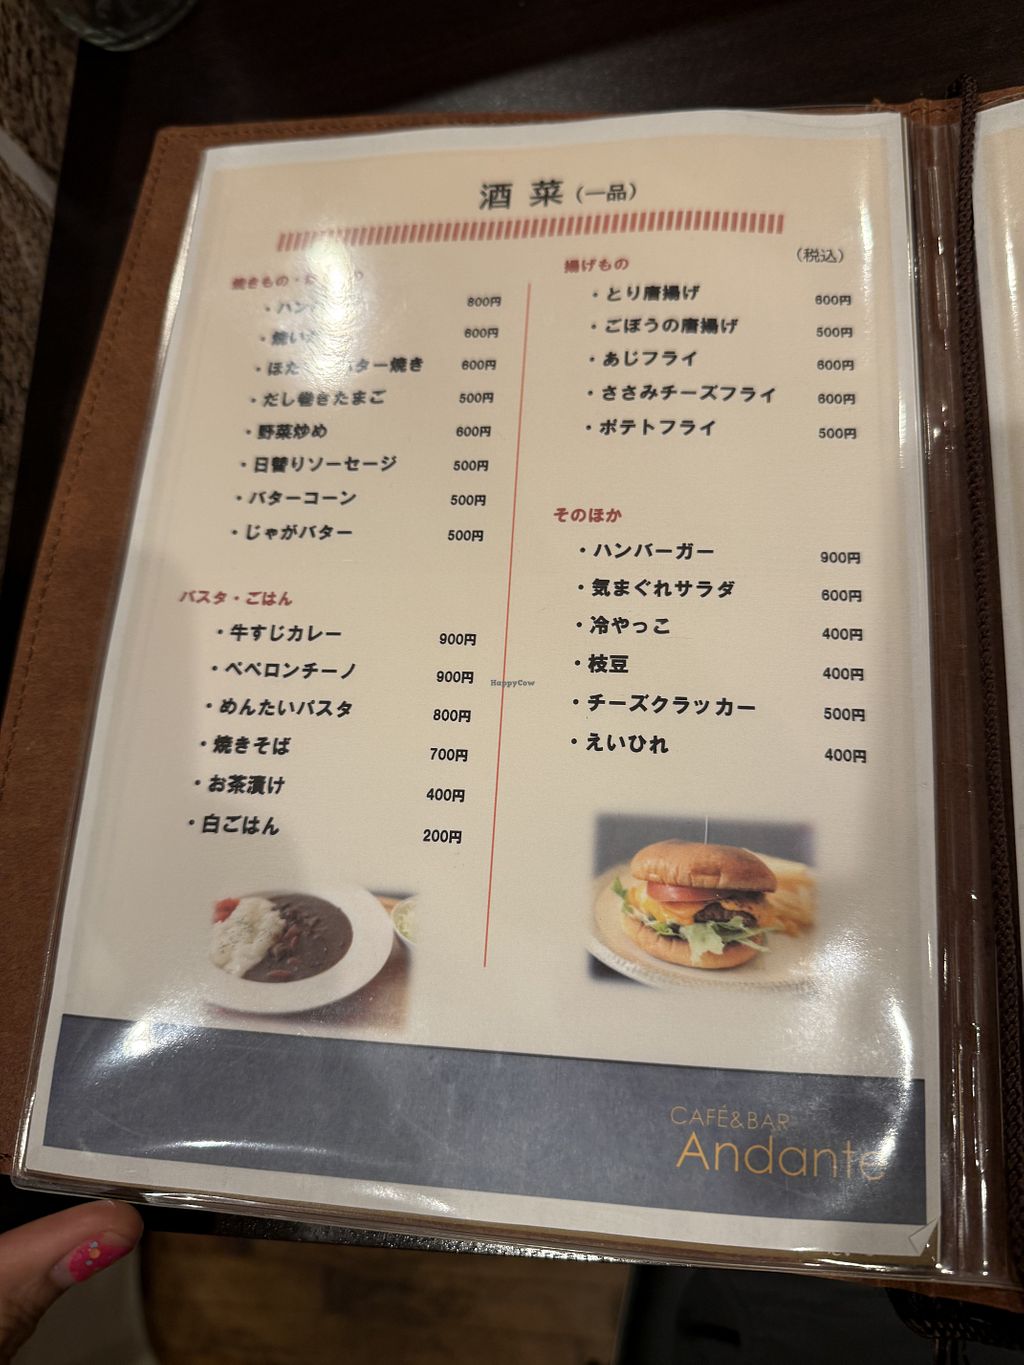 酒菜(一品)
(税込)
焼きもの・
・ハン 800円
・焼い 600円
・ほた バター焼き 600円
・だし巻きたまご 500円
・野菜炒め 600円
・日替りソーセージ 500円
・バターコーン 500円
・じゃがバター 500円
パスタ・ごはん
・牛すじカレー 900円
・ペペロンチーノ 900円
・めんたいパスタ 800円
・焼きそば 700円
・お茶漬け 400円
・白ごはん 200円
揚げもの
・とり唐揚げ 600円
・ごぼうの唐揚げ 500円
・あじフライ 600円
・ささみチーズフライ 600円
・ポテトフライ 500円
そのほか
・ハンバーガー 900円
・気まぐれサラダ 600円
・冷やっこ 400円
・枝豆 400円
・チーズクラッカー 500円
・えいひれ 400円
HappyCow
CAFÉ&BAR
Andante